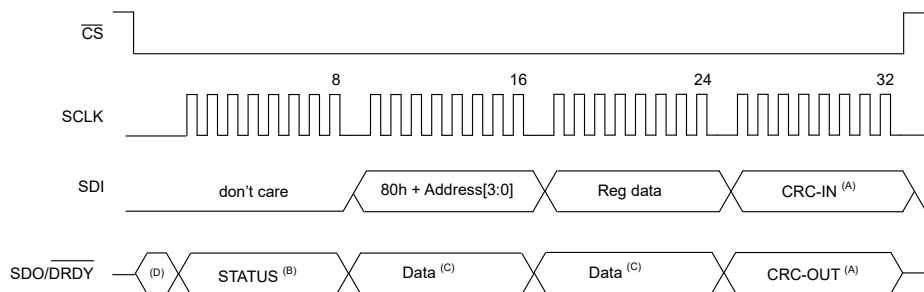 CS
8 16 24 32
SCLK
SDI don't care 80h + Address[3:0] Reg data CRC-IN (A)
SDO/DRDY (D) STATUS (B) Data (C) Data (C) CRC-OUT (A)